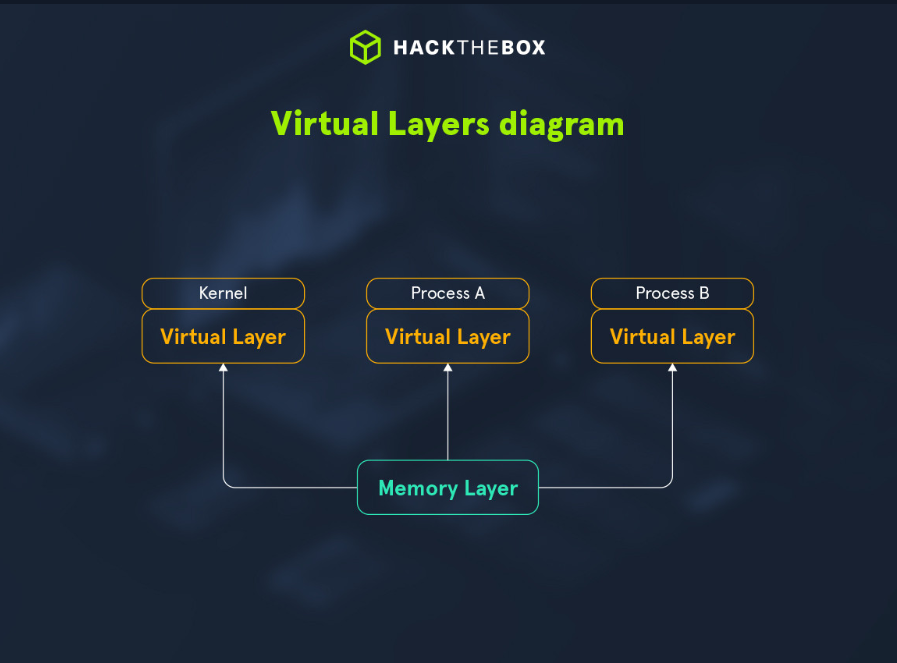 HACKTHEBOX
Virtual Layers diagram
Kernel
Process A
Process B
Virtual Layer
Virtual Layer
Virtual Layer
Memory Layer